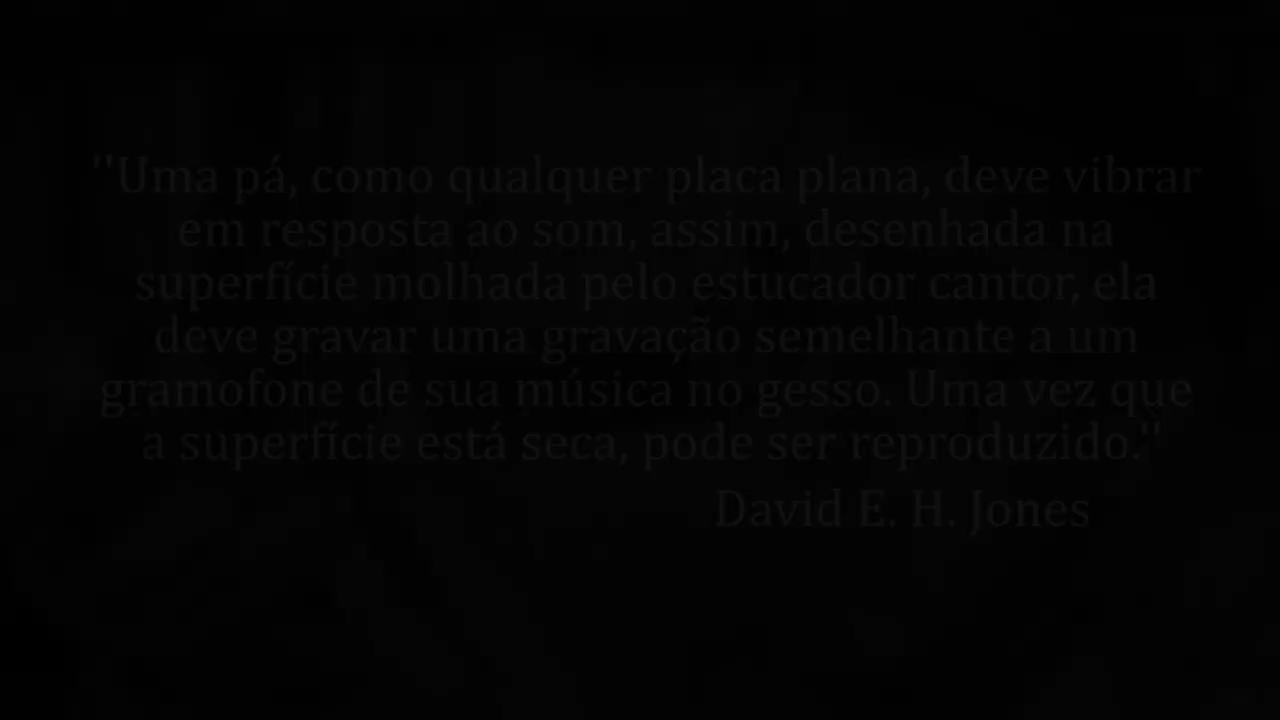 "Uma pá, como qualquer placa plana, deve vibrar
em resposta ao som, assim, desenhada na
superfície molhada pelo estucador cantor, ela
deve gravar uma gravação semelhante a um
gramofone de sua música no gesso. Uma vez que
a superfície está seca, pode ser reproduzido."
David E. H. Jones